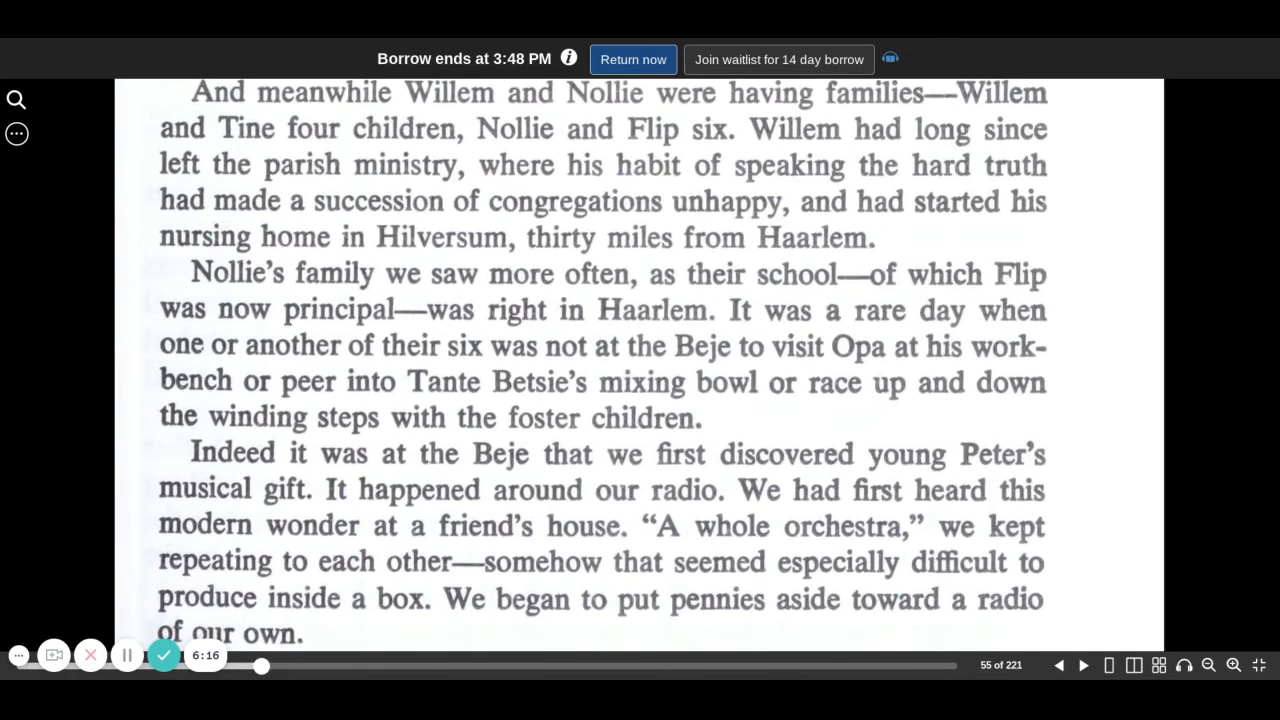 Borrow ends at 3:48 PM Return now Join waitlist for 14 day borrow
And meanwhile Willem and Nollie were having families—Willem
and Tine four children, Nollie and Flip six. Willem had long since
left the parish ministry, where his habit of speaking the hard truth
had made a succession of congregations unhappy, and had started his
nursing home in Hilversum, thirty miles from Haarlem.
Nollie's family we saw more often, as their school—of which Flip
was now principal—was right in Haarlem. It was a rare day when
one or another of their six was not at the Beje to visit Opa at his work-
bench or peer into Tante Betsie's mixing bowl or race up and down
the winding steps with the foster children.
Indeed it was at the Beje that we first discovered young Peter's
musical gift. It happened around our radio. We had first heard this
modern wonder at a friend's house. “A whole orchestra,” we kept
repeating to each other—somehow that seemed especially difficult to
produce inside a box. We began to put pennies aside toward a radio
of our own.
6:16
55 of 221